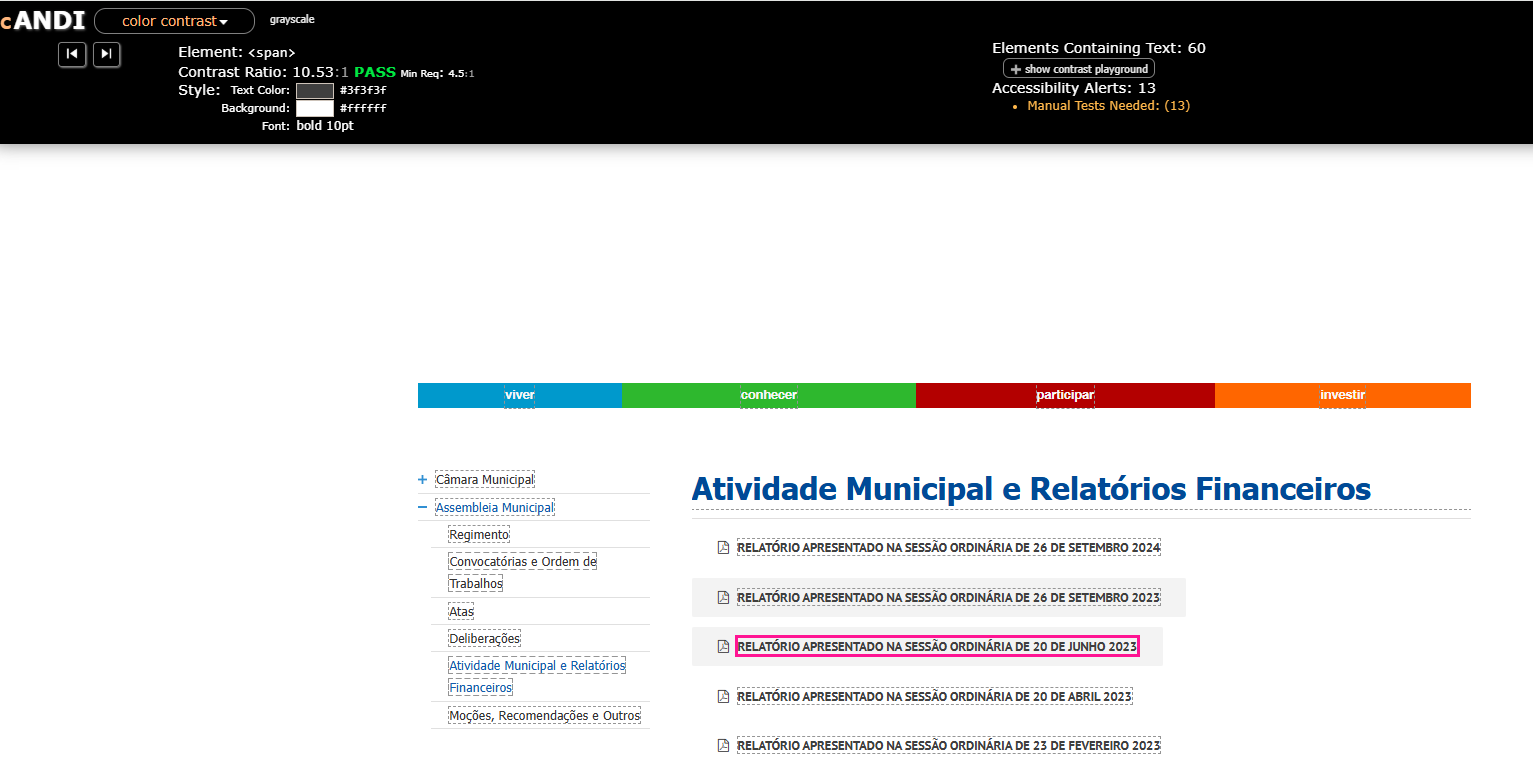 cANDI color contrast grayscale
Element: <span>
Contrast Ratio: 10.53:1 PASS Min Req: 4.5:1
Style: Text Color: #3f3f3f
Background: #ffffff
Font: bold 10pt
Elements Containing Text: 60
show contrast playground
Accessibility Alerts: 13
Manual Tests Needed: (13)
viver conhecer participar investir
Câmara Municipal
Assembleia Municipal
Regimento
Convocatórias e Ordem de
Trabalhos
Atas
Deliberações
Atividade Municipal e Relatórios
Financeiros
Moções, Recomendações e Outros
Atividade Municipal e Relatórios Financeiros
RELATÓRIO APRESENTADO NA SESSÃO ORDINÁRIA DE 26 DE SETEMBRO 2024
RELATÓRIO APRESENTADO NA SESSÃO ORDINÁRIA DE 26 DE SETEMBRO 2023
RELATÓRIO APRESENTADO NA SESSÃO ORDINÁRIA DE 20 DE JUNHO 2023
RELATÓRIO APRESENTADO NA SESSÃO ORDINÁRIA DE 20 DE ABRIL 2023
RELATÓRIO APRESENTADO NA SESSÃO ORDINÁRIA DE 23 DE FEVEREIRO 2023